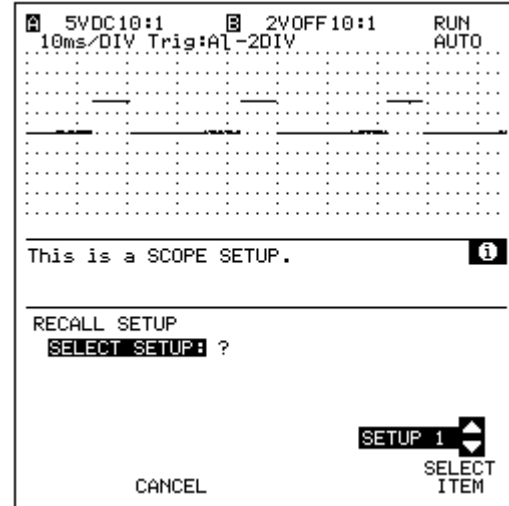 A 5VDC10:1 B 2VOFF10:1 RUN
10ms/DIV Trig:A↓-2DIV AUTO
This is a SCOPE SETUP.
i
RECALL SETUP
SELECT SETUP: ?
SETUP 1
CANCEL
SELECT
ITEM